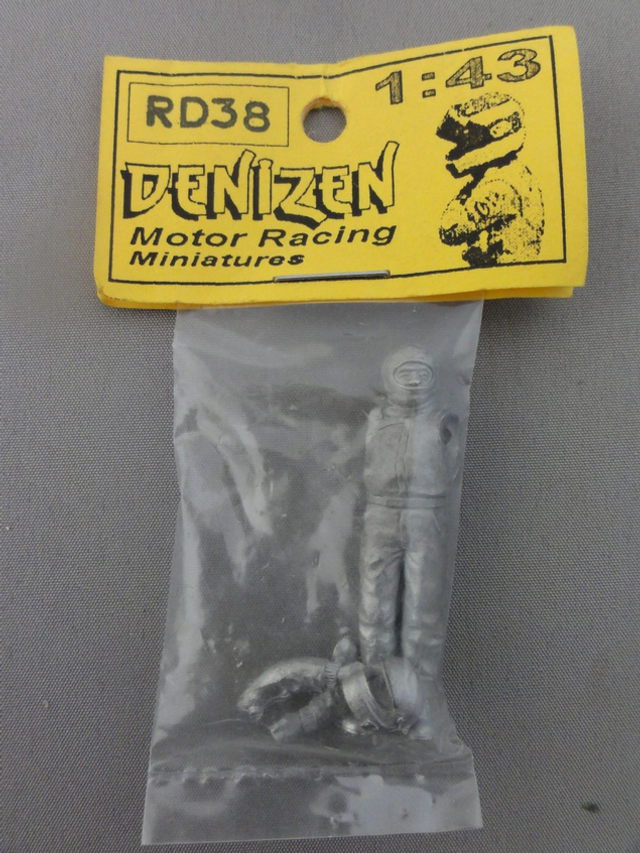 RD38
1:43
DENIZEN
Motor Racing
Miniatures